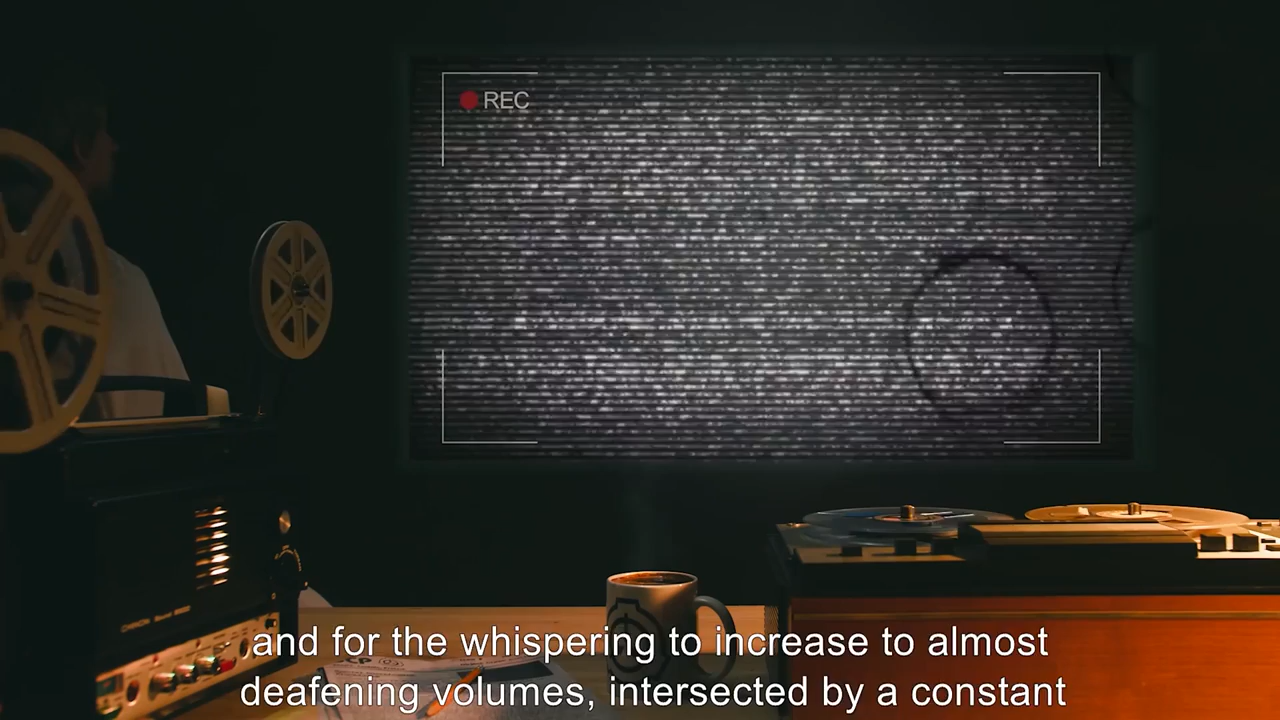 REC
and for the whispering to increase to almost
deafening volumes, intersected by a constant